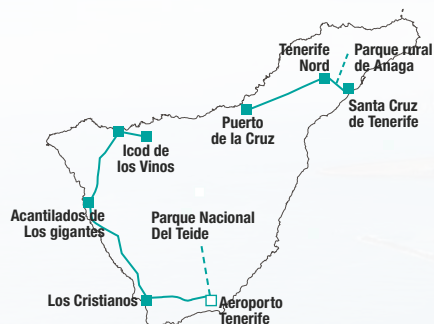 Tenerife
Nord
Parque rural
de Anaga
Santa Cruz
de Tenerife
Puerto
de la Cruz
Icod de
los Vinos
Acantilados de
Los gigantes
Parque Nacional
Del Teide
Los Cristianos
Aeroporto
Tenerife